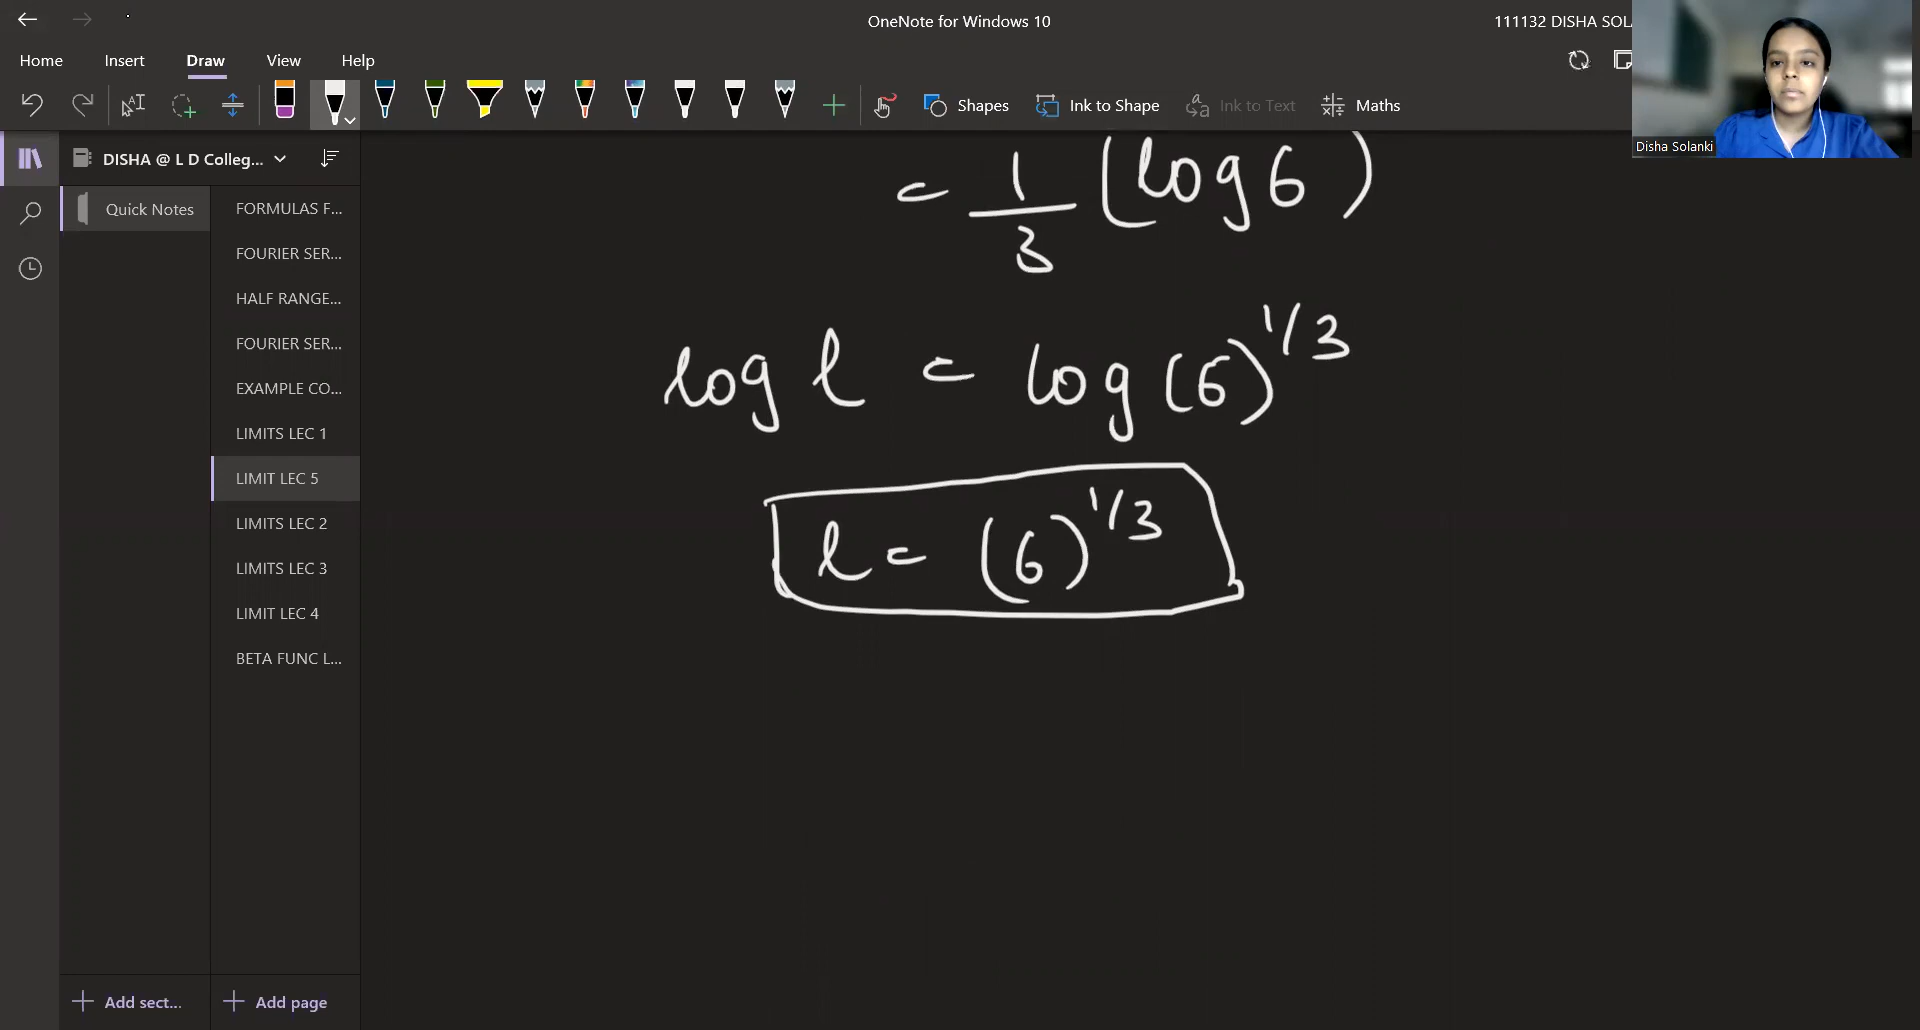 OneNote for Windows 10
111132 DISHA SOLA
Home Insert Draw View Help
Shapes Ink to Shape Ink to Text Maths
Disha Solanki
DISHA @ L D Colleg...
Quick Notes
FORMULAS F...
FOURIER SER...
HALF RANGE...
FOURIER SER...
EXAMPLE CO...
LIMITS LEC 1
LIMIT LEC 5
LIMITS LEC 2
LIMITS LEC 3
LIMIT LEC 4
BETA FUNC L...
Add sect...
Add page
= 1/3 (log 6)
log l = log (6)^1/3
l = (6)^1/3